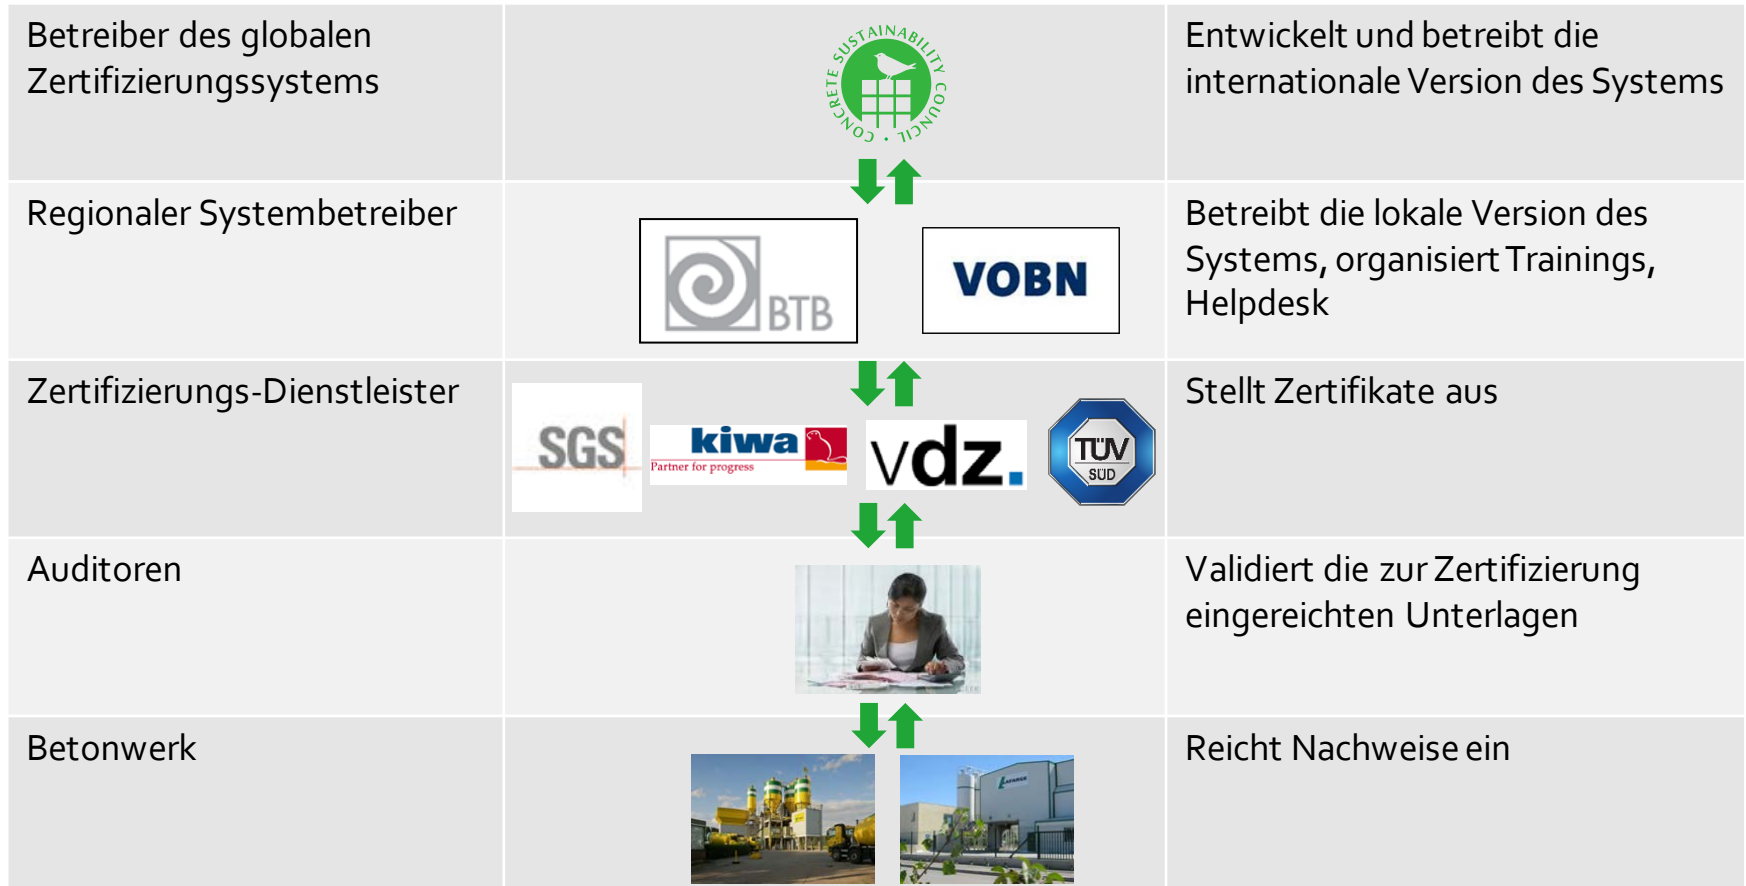 Betreiber des globalen
Zertifizierungssystems
CONCRETE SUSTAINABILITY COUNCIL
Entwickelt und betreibt die
internationale Version des Systems
Regionaler Systembetreiber
BTB
VOBN
Betreibt die lokale Version des
Systems, organisiert Trainings,
Helpdesk
Zertifizierungs-Dienstleister
SGS
kiwa
Partner for progress
vdz.
TÜV
SÜD
Stellt Zertifikate aus
Auditoren
Validiert die zur Zertifizierung
eingereichten Unterlagen
Betonwerk
LAFARGE
Reicht Nachweise ein